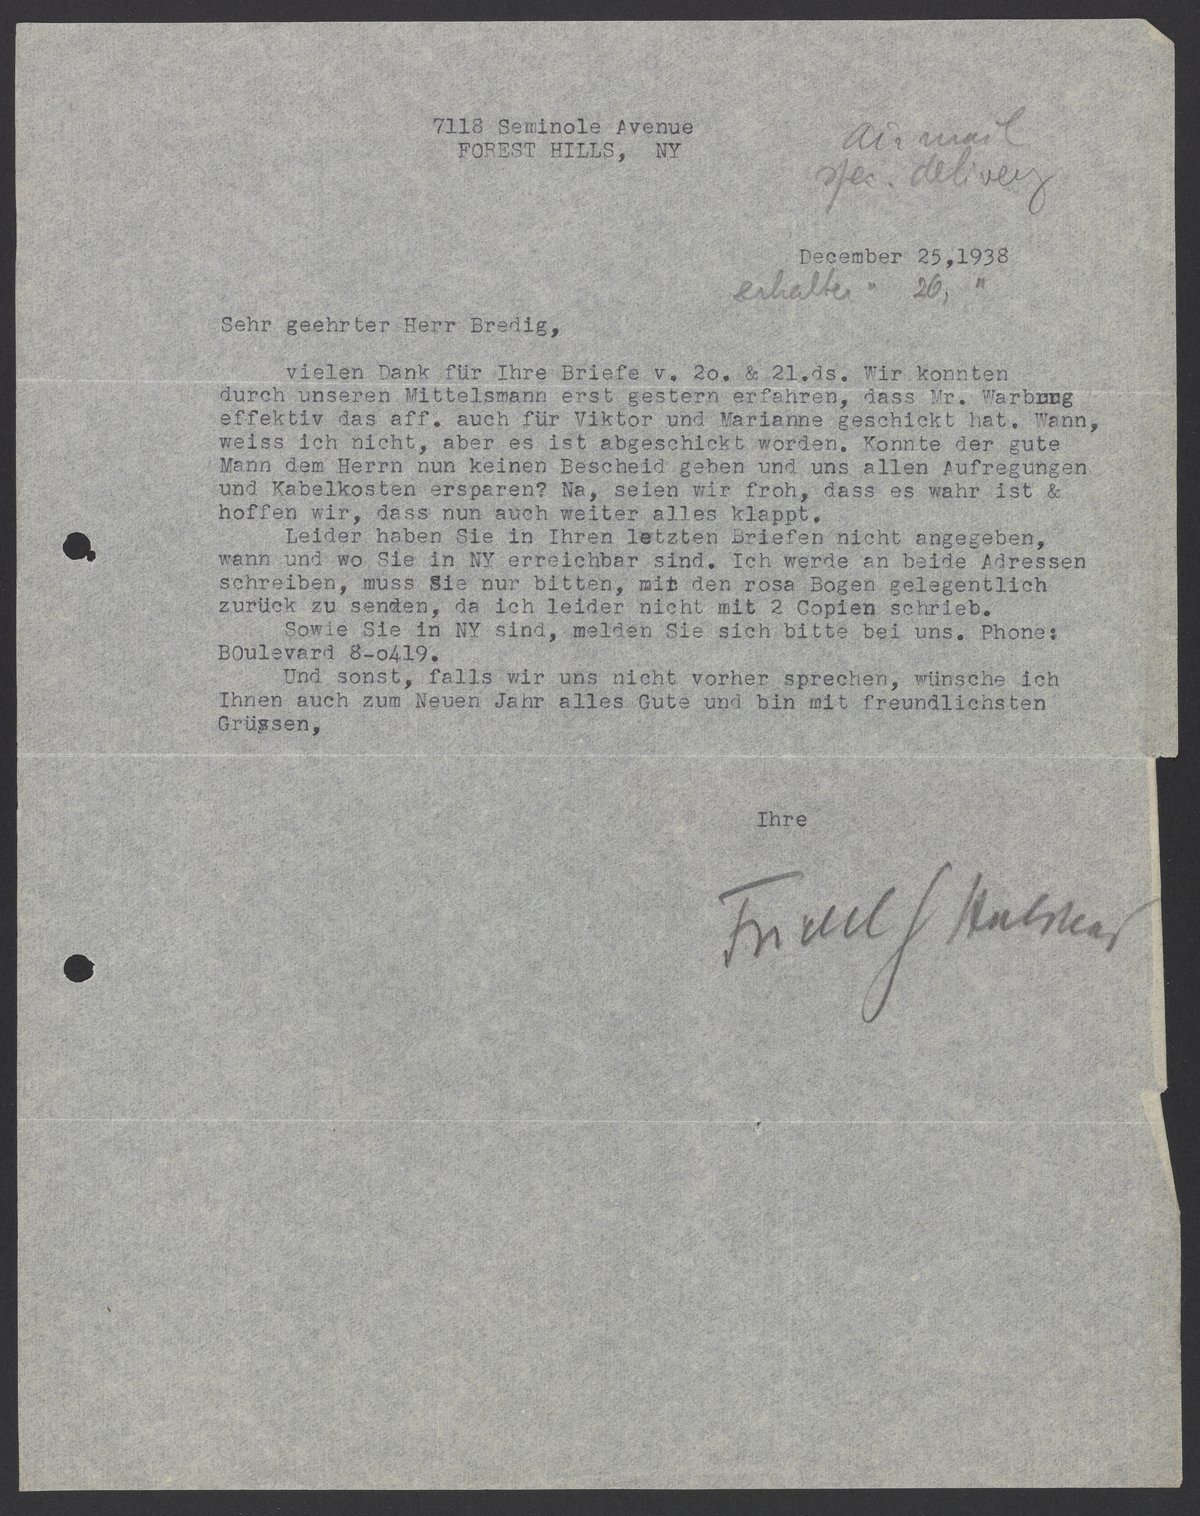 7118 Seminole Avenue
FOREST HILLS, NY
Air mail
spec. delivery
December 25,1938
erhalten " 26, "
Sehr geehrter Herr Bredig,
vielen Dank für Ihre Briefe v. 2o. & 21.ds. Wir konnten
durch unseren Mittelsmann erst gestern erfahren, dass Mr. Warburg
effektiv das aff. auch für Viktor und Marianne geschickt hat. Wann,
weiss ich nicht, aber es ist abgeschickt worden. Konnte der gute
Mann dem Herrn nun keinen Bescheid geben und uns allen Aufregungen
und Kabelkosten ersparen? Na, seien wir froh, dass es wahr ist &
hoffen wir, dass nun auch weiter alles klappt.
Leider haben Sie in Ihren letzten Briefen nicht angegeben,
wann und wo Sie in NY erreichbar sind. Ich werde an beide Adressen
schreiben, muss Sie nur bitten, mir den rosa Bogen gelegentlich
zurück zu senden, da ich leider nicht mit 2 Copien schrieb.
Sowie Sie in NY sind, melden Sie sich bitte bei uns. Phone:
BOulevard 8-o419.
Und sonst, falls wir uns nicht vorher sprechen, wünsche ich
Ihnen auch zum Neuen Jahr alles Gute und bin mit freundlichsten
Grüssen,
Ihre